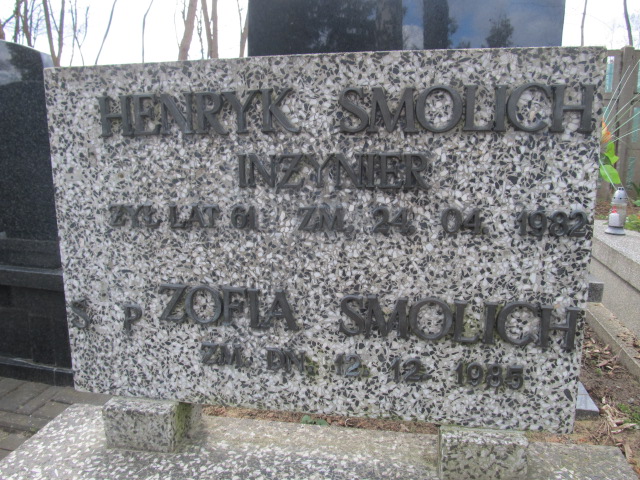 HENRYK SMOLICH
INŻYNIER
ŻYŁ LAT 61 ZM. 24. 04. 1982
Ś P ZOFIA SMOLICH
ZM. DN. 12. 12. 1985